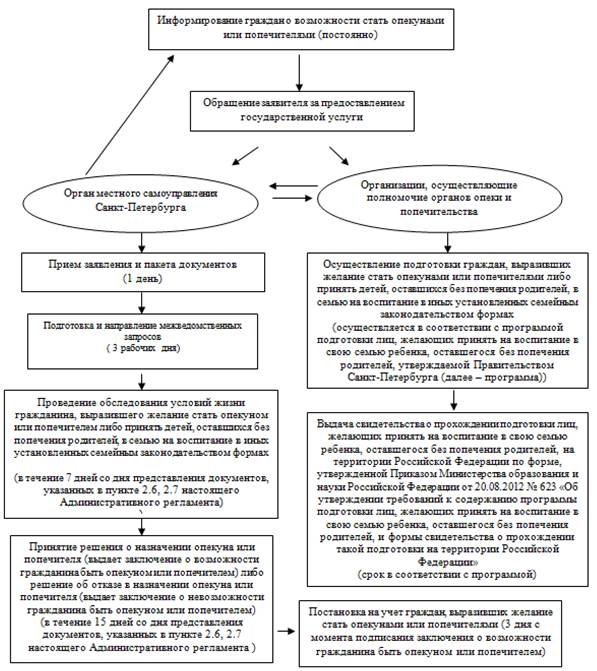 Информирование граждан о возможности стать опекунами
или попечителями (постоянно)
Обращение заявителя за предоставлением
государственной услуги
Орган местного самоуправления
Санкт-Петербурга
Организации, осуществляющие
полномочие органов опеки и
попечительства
Прием заявления и пакета документов
(1 день)
Подготовка и направление межведомственных
запросов
( 3 рабочих дня)
Проведение обследования условий жизни
гражданина, выразившего желание стать опекуном
или попечителем либо принять детей, оставшихся без
попечения родителей, в семью на воспитание в иных
установленных семейным законодательством формах
(в течение 7 дней со дня представления документов,
указанных в пункте 2.6, 2.7 настоящего
Административного регламента)
Принятие решения о назначении опекуна или
попечителя (выдает заключение о возможности
гражданина быть опекуном или попечителем) либо
решение об отказе в назначении опекуна или
попечителя (выдает заключение о невозможности
гражданина быть опекуном или попечителем)
(в течение 15 дней со дня представления
документов, указанных в пункте 2.6, 2.7
настоящего Административного регламента )
Осуществление подготовки граждан, выразивших
желание стать опекунами или попечителями либо
принять детей, оставшихся без попечения родителей, в
семью на воспитание в иных установленных семейным
законодательством формах
(осуществляется в соответствии с программой
подготовки лиц, желающих принять на воспитание в
свою семью ребенка, оставшегося без попечения
родителей, утверждаемой Правительством
Санкт-Петербурга (далее – программа))
Выдача свидетельства о прохождении подготовки лиц,
желающих принять на воспитание в свою семью
ребенка, оставшегося без попечения родителей, на
территории Российской Федерации по форме,
утвержденной Приказом Министерства образования и
науки Российской Федерации от 20.08.2012 № 623 «Об
утверждении требований к содержанию программы
подготовки лиц, желающих принять на воспитание в
свою семью ребенка, оставшегося без попечения
родителей, и формы свидетельства о прохождении
такой подготовки на территории Российской
Федерации»
(срок в соответствии с программой)
Постановка на учет граждан, выразивших желание
стать опекунами или попечителями (3 дня с
момента подписания заключения о возможности
гражданина быть опекуном или попечителем)